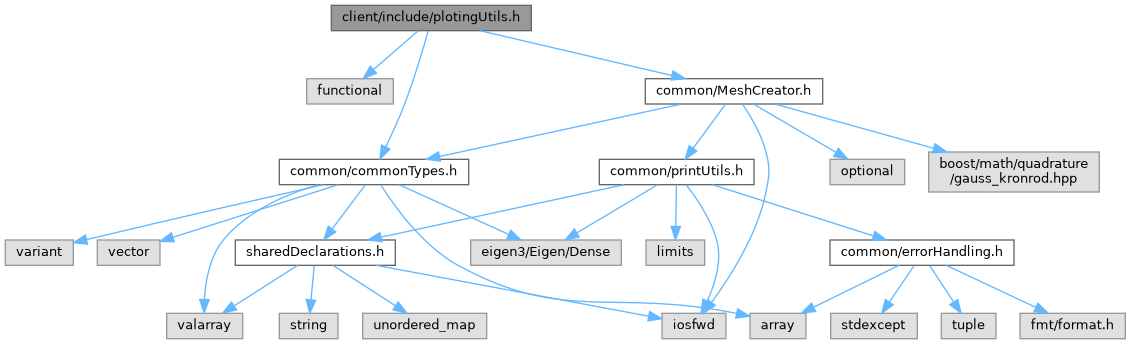 client/include/plotingUtils.h
functional
common/MeshCreator.h
common/commonTypes.h
common/printUtils.h
optional
boost/math/quadrature
/gauss_kronrod.hpp
variant
vector
sharedDeclarations.h
eigen3/Eigen/Dense
limits
common/errorHandling.h
valarray
string
unordered_map
iosfwd
array
stdexcept
tuple
fmt/format.h